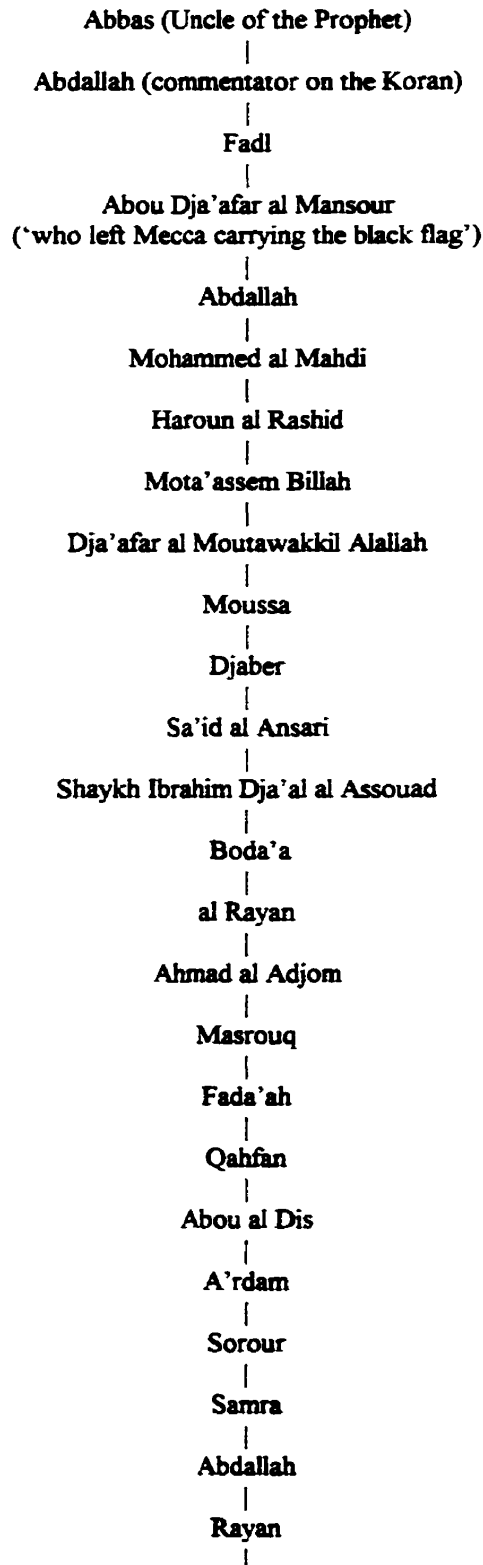 Abbas (Uncle of the Prophet)
Abdallah (commentator on the Koran)
Fadl
Abou Dja'afar al Mansour
('who left Mecca carrying the black flag')
Abdallah
Mohammed al Mahdi
Haroun al Rashid
Mota'assem Billah
Dja'afar al Moutawakkil Alallah
Moussa
Djaber
Sa'id al Ansari
Shaykh Ibrahim Dja'al al Assouad
Boda'a
al Rayan
Ahmad al Adjom
Masrouq
Fada'ah
Qahfan
Abou al Dis
A'rdam
Sorour
Samra
Abdallah
Rayan